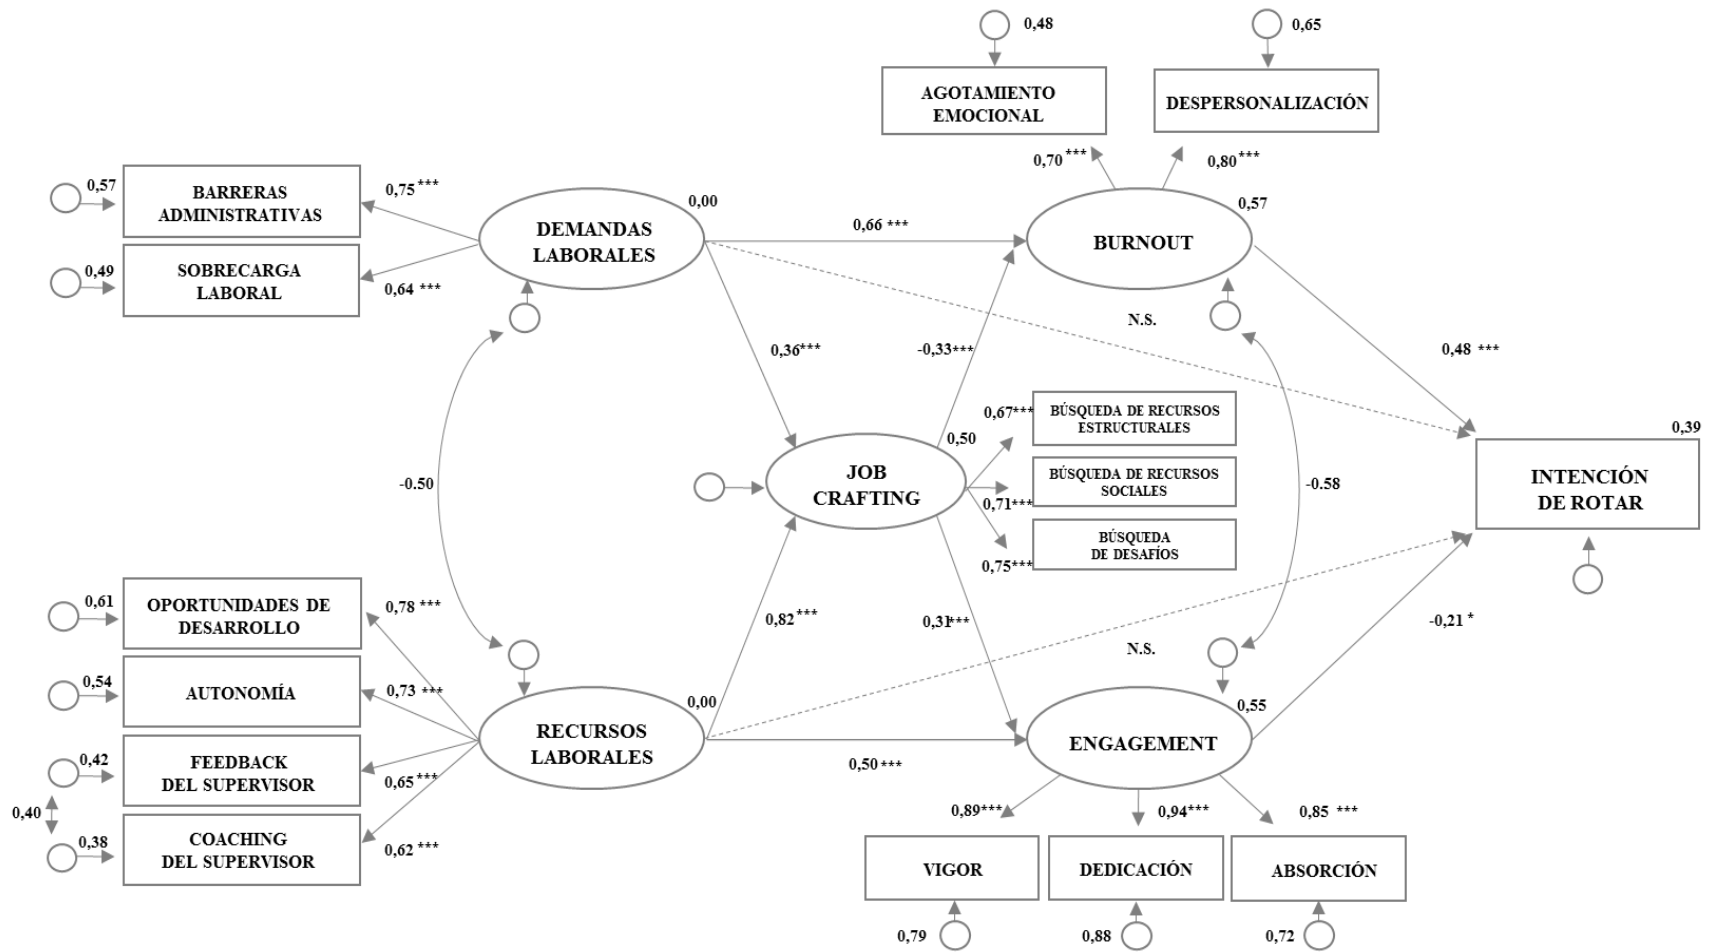 0,48
0,65
AGOTAMIENTO
EMOCIONAL
DESPERSONALIZACIÓN
0,70 ***
0,80 ***
0,57
BARRERAS
ADMINISTRATIVAS
0,75 ***
0,49
SOBRECARGA
LABORAL
0,64 ***
DEMANDAS
LABORALES
0,00
0,66 ***
BURNOUT
0,57
N.S.
0,36 ***
-0,33 ***
0,48 ***
-0.50
JOB
CRAFTING
0,50
0,67 ***
BÚSQUEDA DE RECURSOS
ESTRUCTURALES
0,71 ***
BÚSQUEDA DE RECURSOS
SOCIALES
0,75 ***
BÚSQUEDA
DE DESAFÍOS
-0.58
0,39
INTENCIÓN
DE ROTAR
0,61
OPORTUNIDADES DE
DESARROLLO
0,78 ***
0,54
AUTONOMÍA
0,73 ***
0,42
FEEDBACK
DEL SUPERVISOR
0,65 ***
0,40
0,38
COACHING
DEL SUPERVISOR
0,62 ***
RECURSOS
LABORALES
0,00
0,82 ***
0,31 ***
N.S.
-0,21 *
0,50 ***
ENGAGEMENT
0,55
0,89 ***
0,94 ***
0,85 ***
VIGOR
DEDICACIÓN
ABSORCIÓN
0,79
0,88
0,72